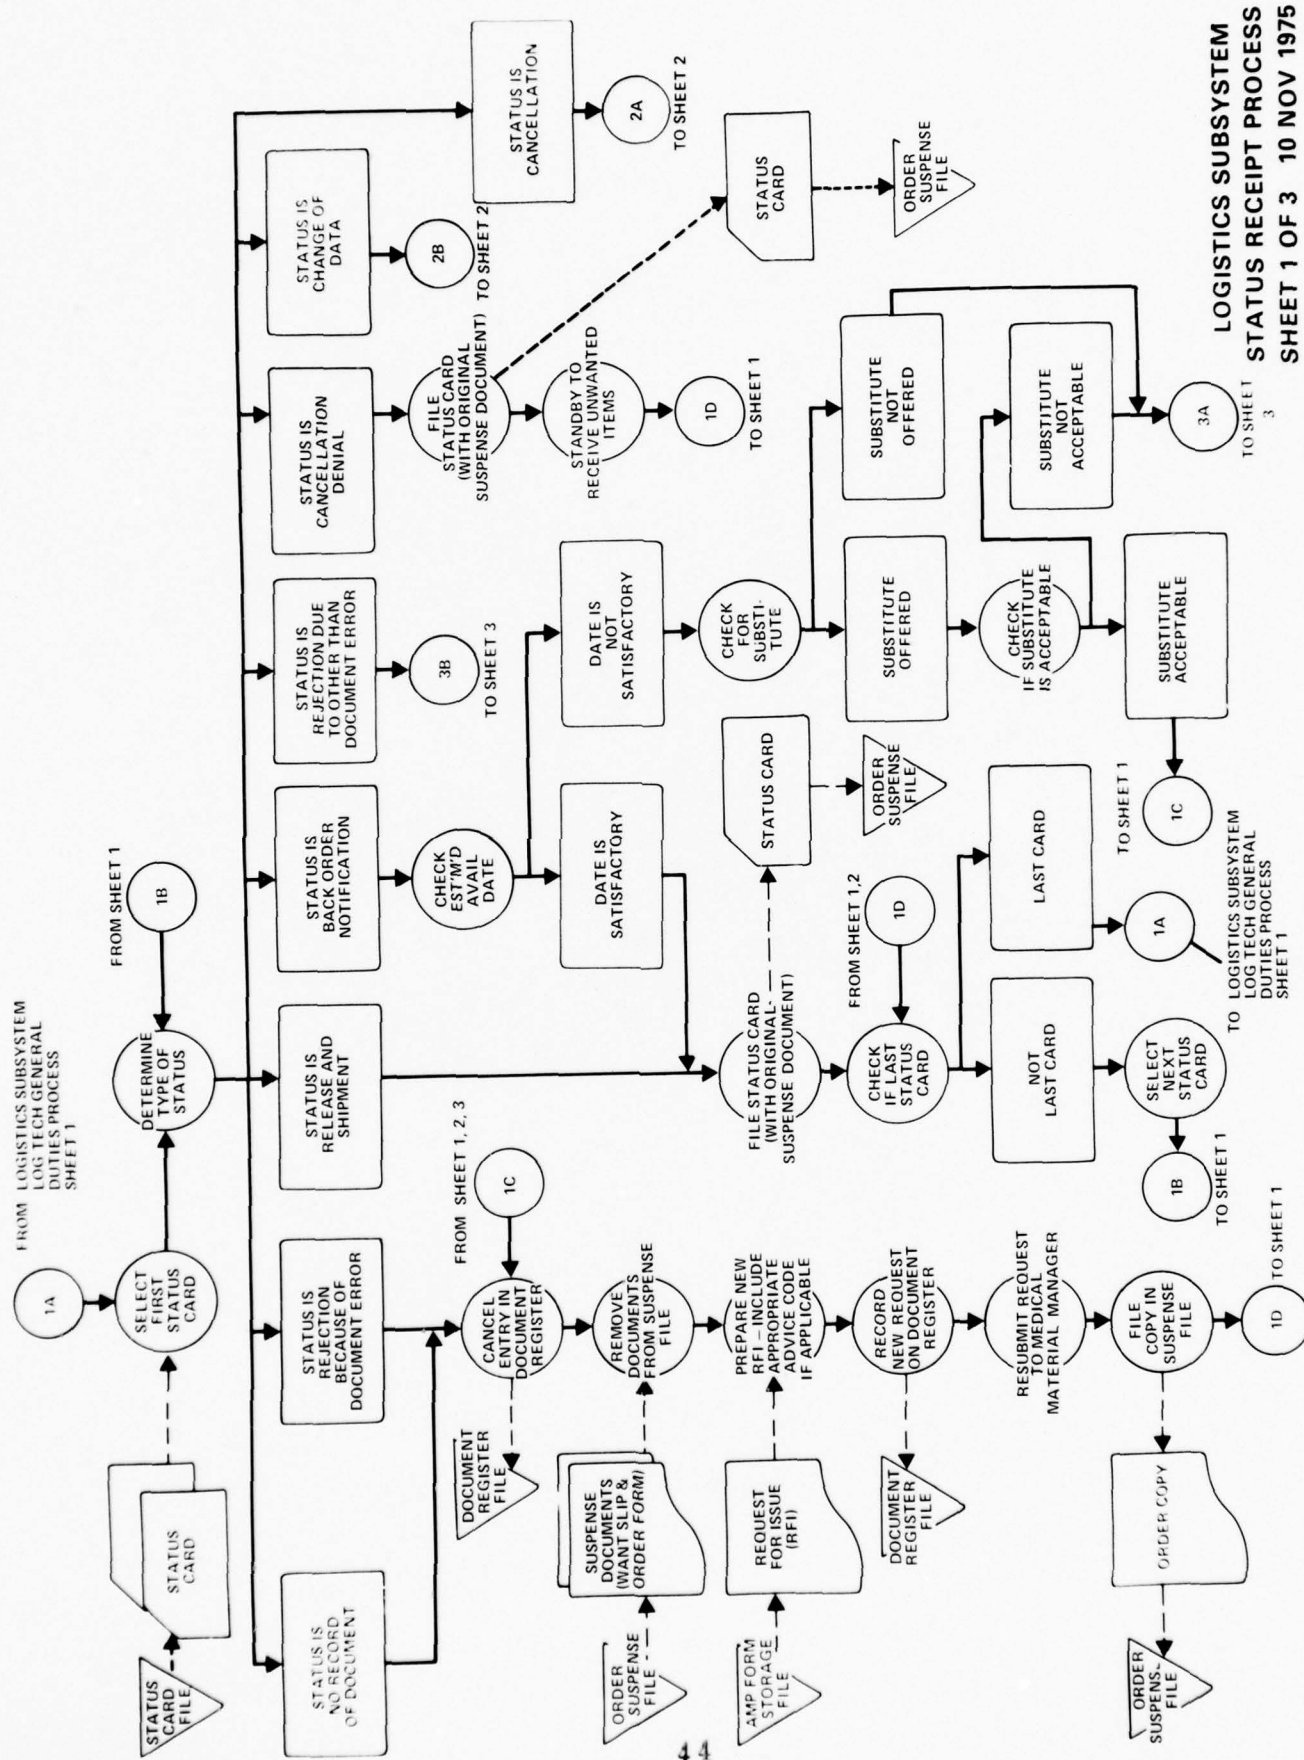 FROM LOGISTICS SUBSYSTEM
LOG TECH GENERAL
DUTIES PROCESS
SHEET 1
1A
SELECT
FIRST
STATUS
CARD
STATUS
CARD
STATUS
CARD
FILE
FROM SHEET 1
1B
DETERMINE
TYPE OF
STATUS
STATUS IS
NO RECORD
OF DOCUMENT
STATUS IS
REJECTION
BECAUSE OF
DOCUMENT ERROR
STATUS IS
RELEASE AND
SHIPMENT
STATUS IS
BACK ORDER
NOTIFICATION
STATUS IS
REJECTION DUE
TO OTHER THAN
DOCUMENT ERROR
STATUS IS
CANCELLATION
DENIAL
STATUS IS
CHANGE OF
DATA
STATUS IS
CANCELLATION
2A
TO SHEET 2
2B
TO SHEET 2
FILE
STATUS CARD
(WITH ORIGINAL
SUSPENSE DOCUMENT)
STATUS
CARD
ORDER
SUSPENSE
FILE
STANDBY TO
RECEIVE UNWANTED
ITEMS
1D
TO SHEET 1
3B
TO SHEET 3
CHECK
EST'M'D
AVAIL
DATE
DATE IS
SATISFACTORY
DATE IS
NOT
SATISFACTORY
CHECK
FOR
SUBSTI-
TUTE
SUBSTITUTE
OFFERED
SUBSTITUTE
NOT
OFFERED
CHECK
IF SUBSTITUTE
IS ACCEPTABLE
SUBSTITUTE
NOT
ACCEPTABLE
3A
TO SHEET
3
SUBSTITUTE
ACCEPTABLE
TO SHEET 1
1C
FILE STATUS CARD
(WITH ORIGINAL-
SUSPENSE DOCUMENT)
STATUS CARD
ORDER
SUSPENSE
FILE
FROM SHEET 1,2
1D
CHECK
IF LAST
STATUS
CARD
NOT
LAST CARD
LAST CARD
1A
TO LOGISTICS SUBSYSTEM
LOG TECH GENERAL
DUTIES PROCESS
SHEET 1
SELECT
NEXT
STATUS
CARD
1B
TO SHEET 1
FROM SHEET 1, 2, 3
1C
CANCEL
ENTRY IN
DOCUMENT
REGISTER
DOCUMENT
REGISTER
FILE
REMOVE
DOCUMENTS
FROM SUSPENSE
FILE
SUSPENSE
DOCUMENTS
(WANT SLIP &
ORDER FORM)
ORDER
SUSPENSE
FILE
PREPARE NEW
RFI – INCLUDE
APPROPRIATE
ADVICE CODE
IF APPLICABLE
REQUEST
FOR ISSUE
(RFI)
AMP FORM
STORAGE
FILE
RECORD
NEW REQUEST
ON DOCUMENT
REGISTER
DOCUMENT
REGISTER
FILE
RESUBMIT REQUEST
TO MEDICAL
MATERIAL MANAGER
FILE
COPY IN
SUSPENSE
FILE
ORDER COPY
ORDER
SUSPENS-
FILE
1D
TO SHEET 1
LOGISTICS SUBSYSTEM
STATUS RECEIPT PROCESS
SHEET 1 OF 3 10 NOV 1975
44